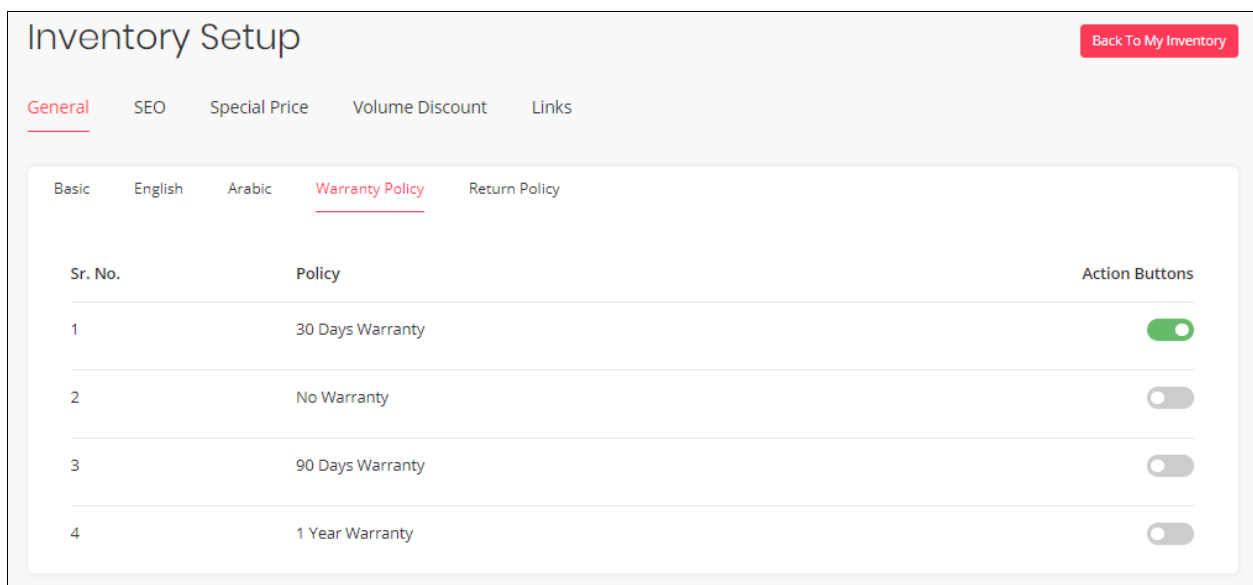 Inventory Setup
Back To My Inventory
General SEO Special Price Volume Discount Links
Basic English Arabic Warranty Policy Return Policy
Sr. No. Policy Action Buttons
1 30 Days Warranty
2 No Warranty
3 90 Days Warranty
4 1 Year Warranty